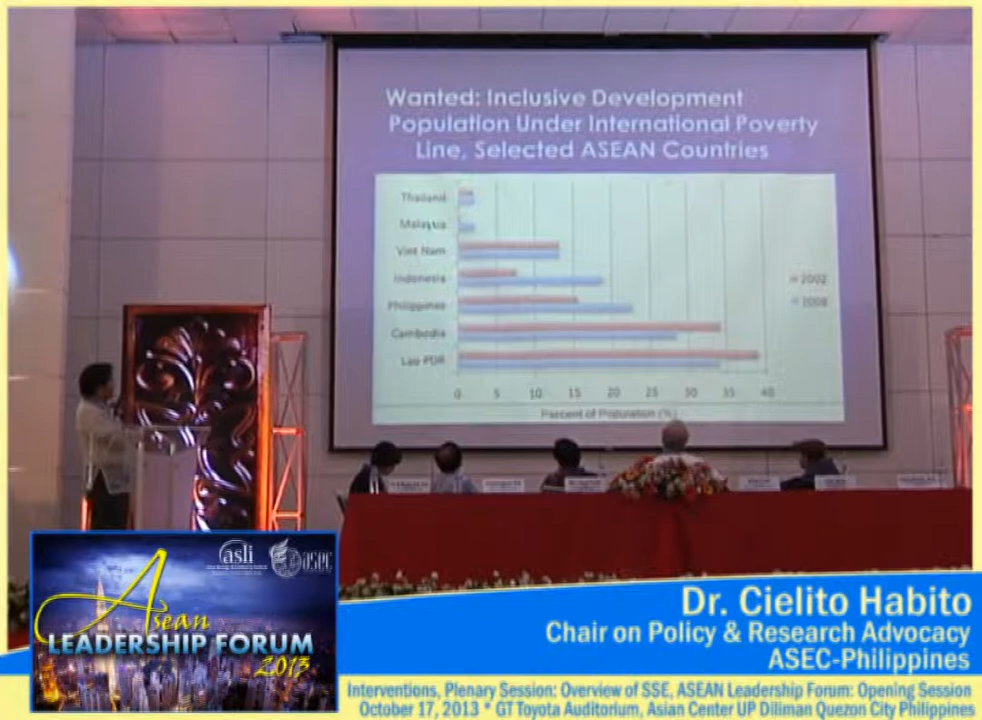 Wanted: Inclusive Development
Population Under International Poverty
Line, Selected ASEAN Countries
Thailand
Malaysia
Viet Nam
Indonesia
Philippines
Cambodia
Lao PDR
2002
2008
0 5 10 15 20 25 30 35 40
Percent of Population (%)
asli
asec
Asean
LEADERSHIP FORUM
2013
Dr. Cielito Habito
Chair on Policy & Research Advocacy
ASEC-Philippines
Interventions, Plenary Session: Overview of SSE, ASEAN Leadership Forum: Opening Session
October 17, 2013 * GT Toyota Auditorium, Asian Center UP Diliman Quezon City Philippines